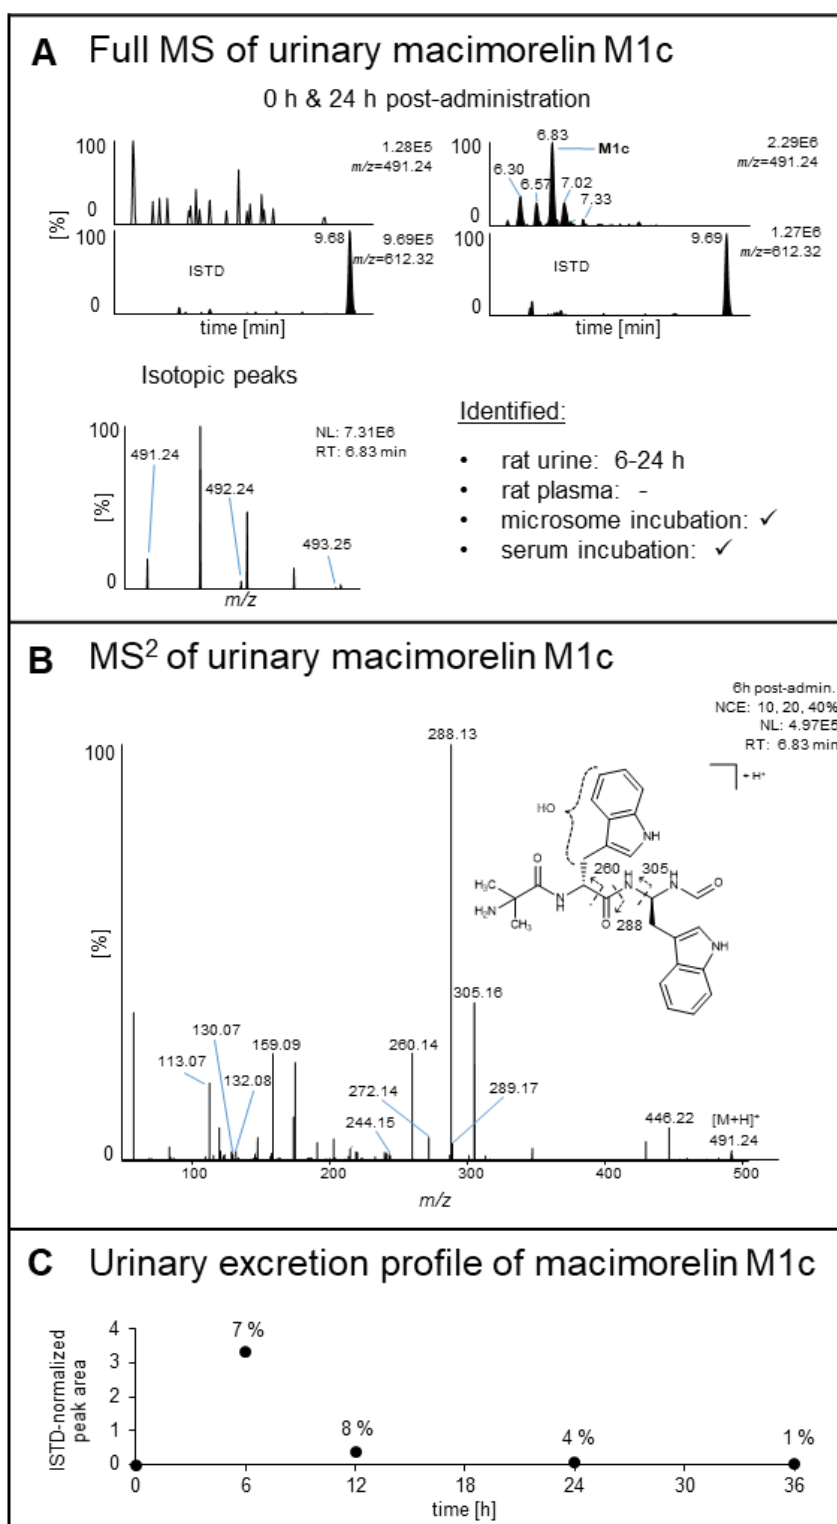 A Full MS of urinary macimorelin M1c
0 h & 24 h post-administration
100
0
[%]
1.28E5
m/z=491.24
100
0
9.68
9.69E5
m/z=612.32
ISTD
time [min]
100
0
6.83
M1c
6.30
6.57
7.02
7.33
2.29E6
m/z=491.24
100
0
9.69
1.27E6
m/z=612.32
ISTD
time [min]
Isotopic peaks
100
[%]
0
NL: 7.31E6
RT: 6.83 min
491.24
492.24
493.25
m/z
Identified:
• rat urine: 6-24 h
• rat plasma: -
• microsome incubation: ✓
• serum incubation: ✓
B MS² of urinary macimorelin M1c
6h post-admin.
NCE: 10, 20, 40%
NL: 4.97E5
RT: 6.83 min
100
[%]
0
288.13
+ H⁺
HO
NH
O
260
H
N
305
H
N
O
H₃C
H₂N
CH₃
N
H
O
288
NH
305.16
130.07
159.09
260.14
113.07
132.08
272.14
289.17
244.15
446.22
[M+H]⁺
491.24
100
200
300
400
500
m/z
C Urinary excretion profile of macimorelin M1c
ISTD-normalized
peak area
4
3
2
1
0
7 %
8 %
4 %
1 %
0 6 12 18 24 30 36
time [h]